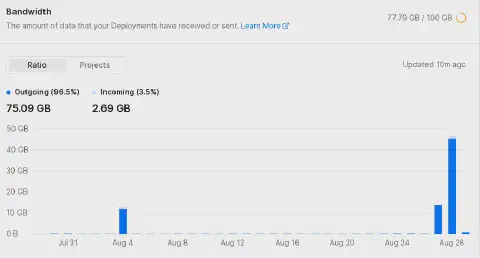 Bandwidth
77.79 GB / 100 GB
The amount of data that your Deployments have received or sent. Learn More
Ratio
Projects
Updated 10m ago
Outgoing (96.5%)
Incoming (3.5%)
75.09 GB
2.69 GB
50 GB
40 GB
30 GB
20 GB
10 GB
0 B
Jul 31
Aug 4
Aug 8
Aug 12
Aug 16
Aug 20
Aug 24
Aug 28